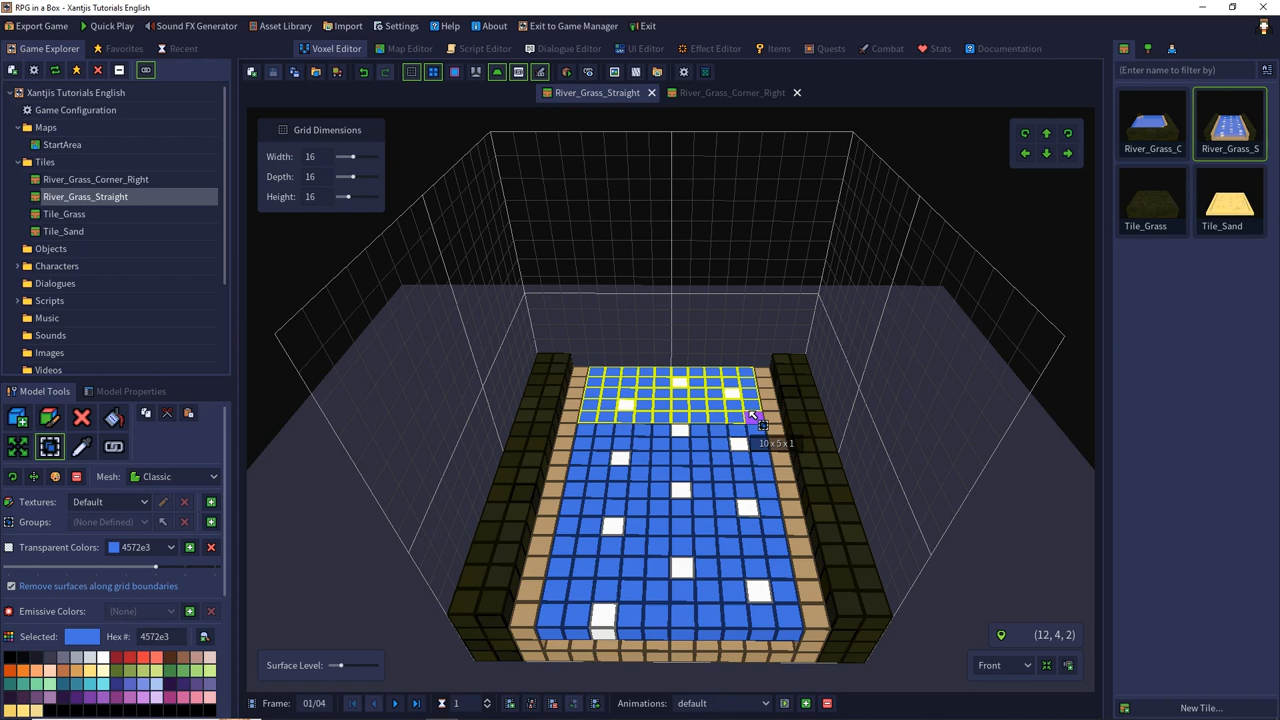 RPG in a Box - Xantjis Tutorials English
Export Game Quick Play Sound FX Generator Asset Library Import Settings Help About Exit to Game Manager Exit
Game Explorer Favorites Recent
Voxel Editor Map Editor Script Editor Dialogue Editor UI Editor Effect Editor Items Quests Combat Stats Documentation
(Enter name to filter by)
River_Grass_Straight River_Grass_Corner_Right
Xantjis Tutorials English
Game Configuration
Maps
StartArea
Tiles
River_Grass_Corner_Right
River_Grass_Straight
Tile_Grass
Tile_Sand
Objects
Characters
Dialogues
Scripts
Music
Sounds
Images
Videos
Grid Dimensions
Width: 16
Depth: 16
Height: 16
River_Grass_C River_Grass_S
Tile_Grass Tile_Sand
Model Tools Model Properties
Mesh: Classic
Textures: Default
Groups: (None Defined)
Transparent Colors: 4572e3
Remove surfaces along grid boundaries
Emissive Colors: (None)
Selected: Hex #: 4572e3
10 x 5 x 1
(12, 4, 2)
Surface Level:
Front
Frame: 01/04 1 Animations: default
New Tile...